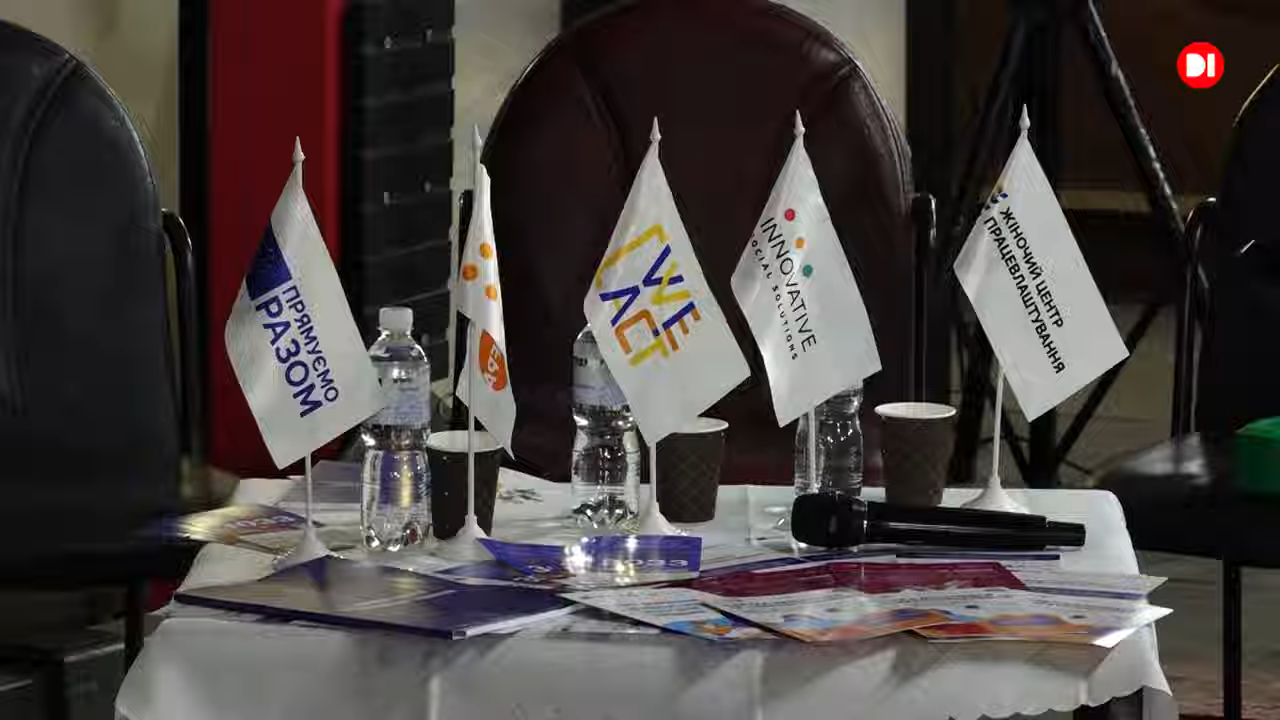 ПРЯМУЄМО
РАЗОМ
WE
ACT
INNOVATIVE
SOCIAL SOLUTIONS
ЖІНОЧИЙ ЦЕНТР
ПРАЦЕВЛАШТУВАННЯ
DI